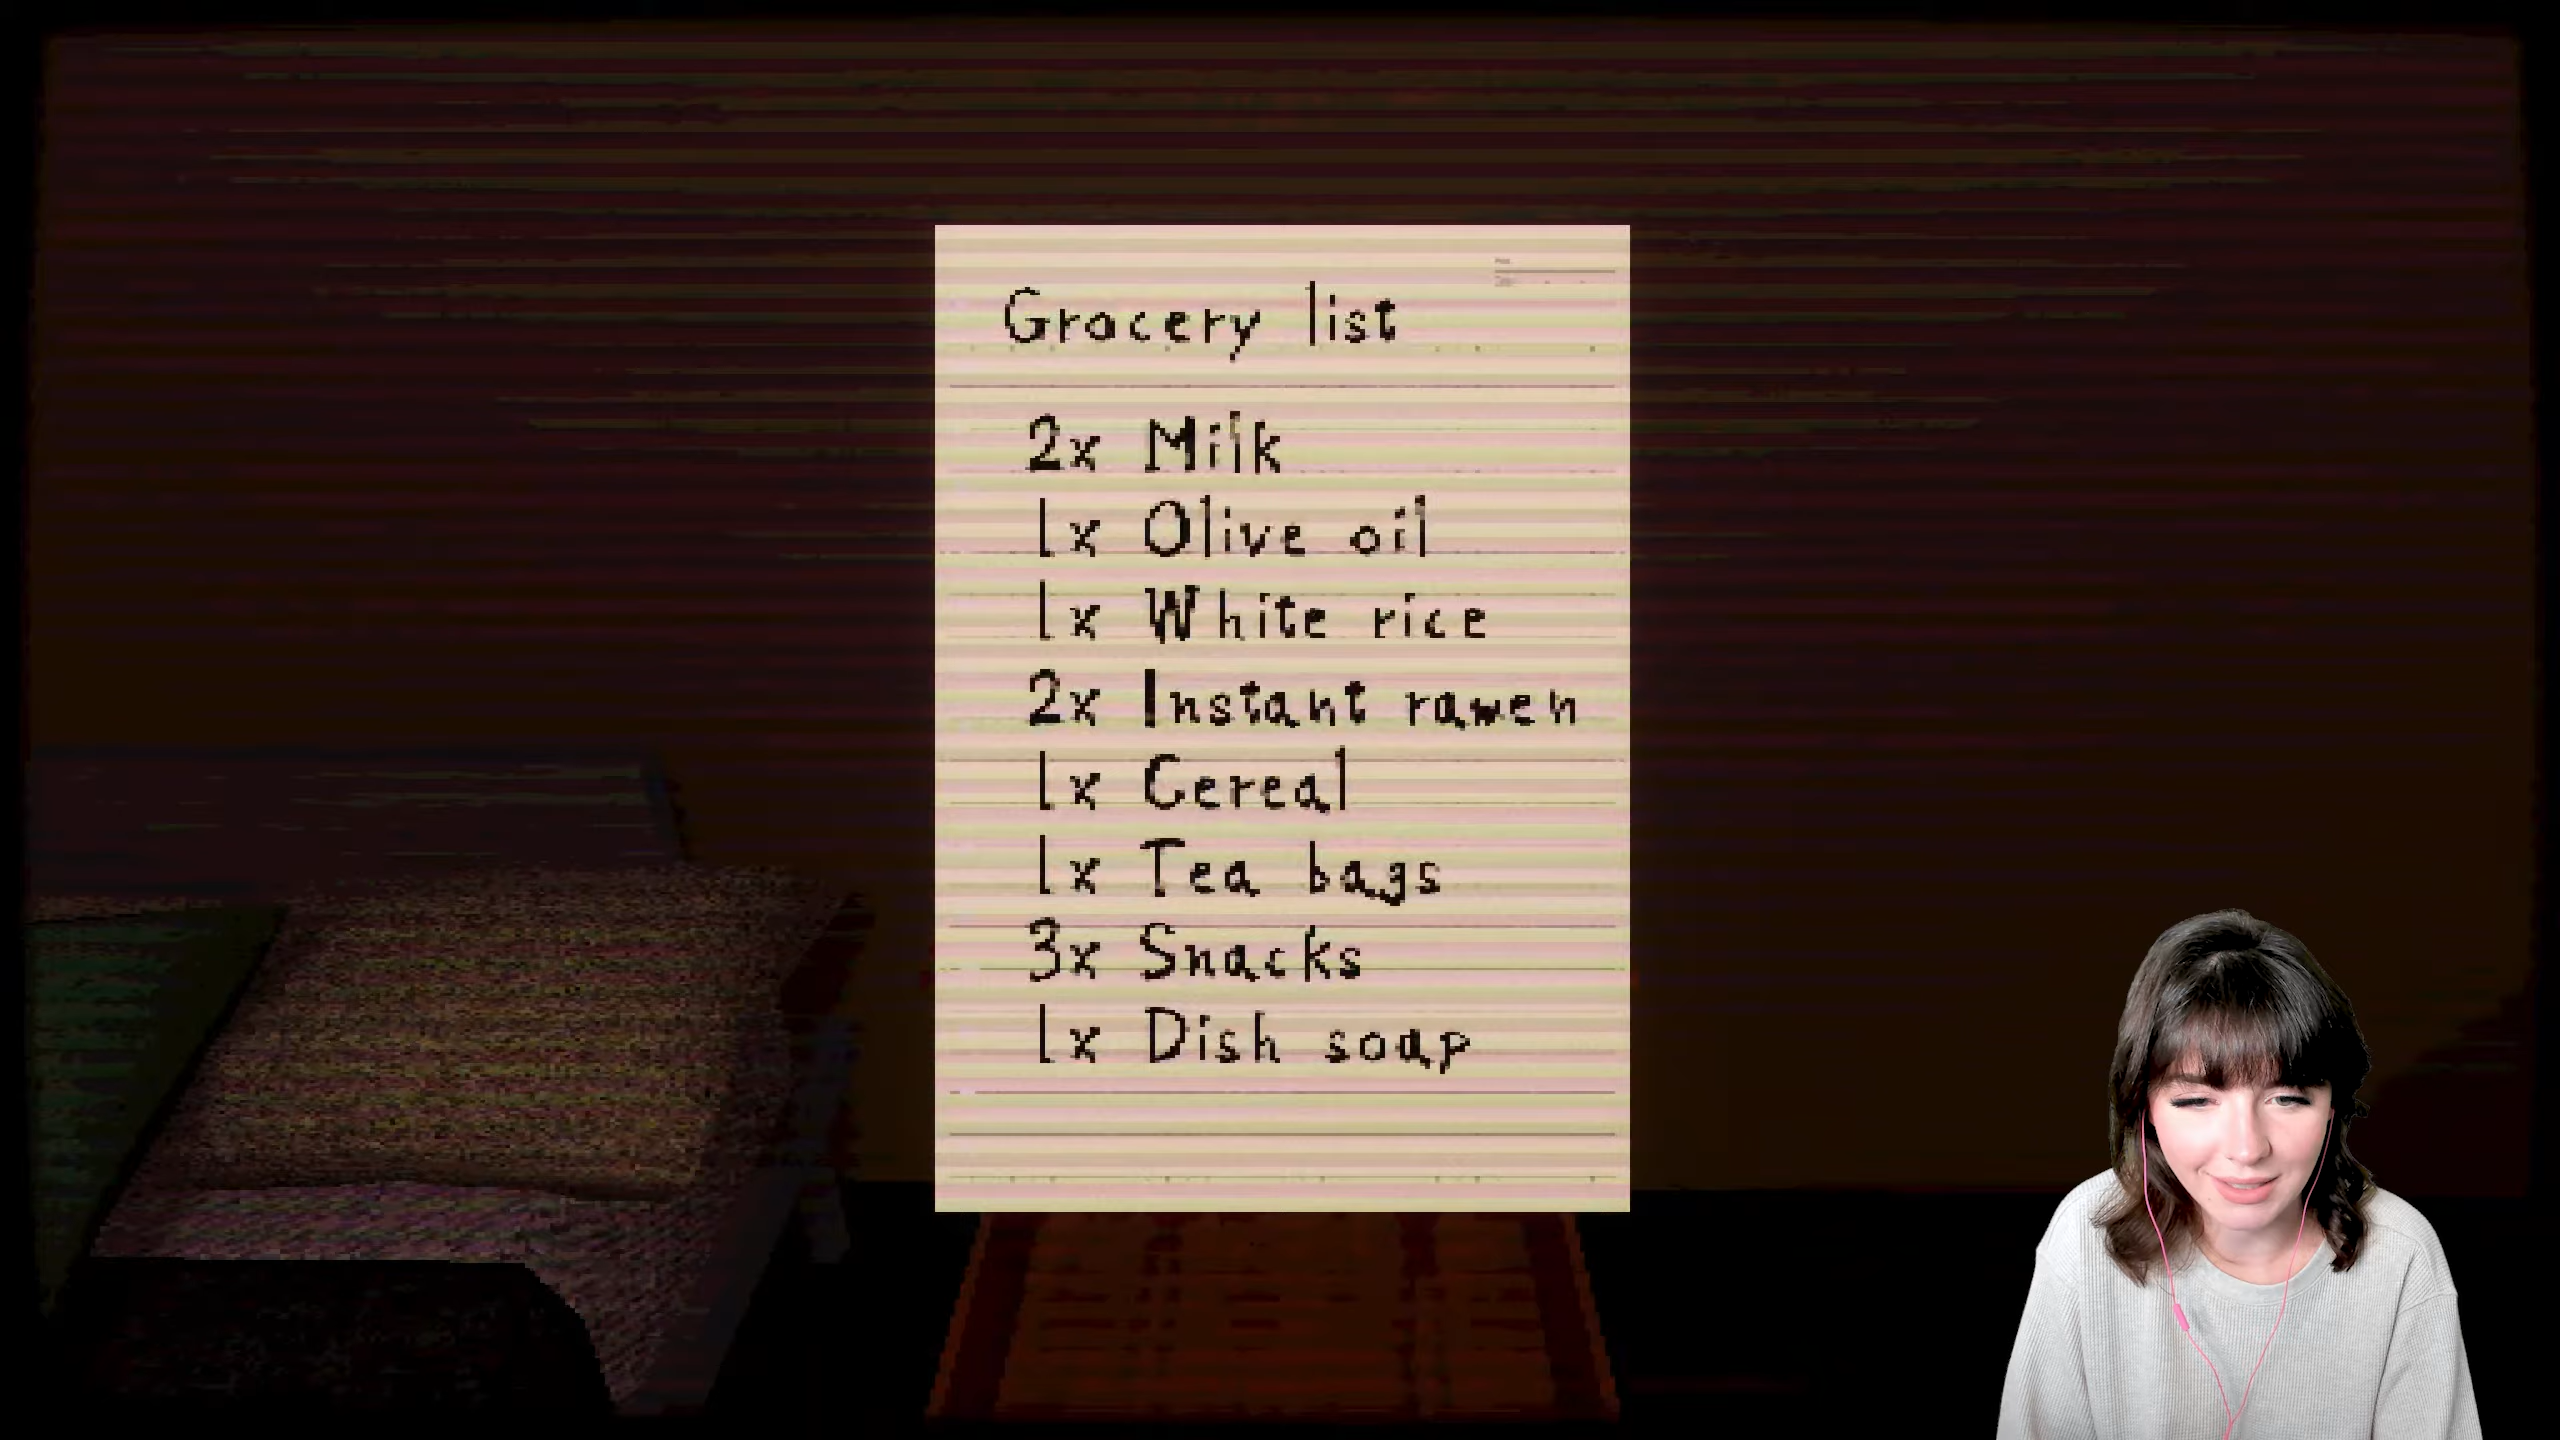 Grocery list
2x Milk
1x Olive oil
1x White rice
2x Instant ramen
1x Cereal
1x Tea bags
3x Snacks
1x Dish soap